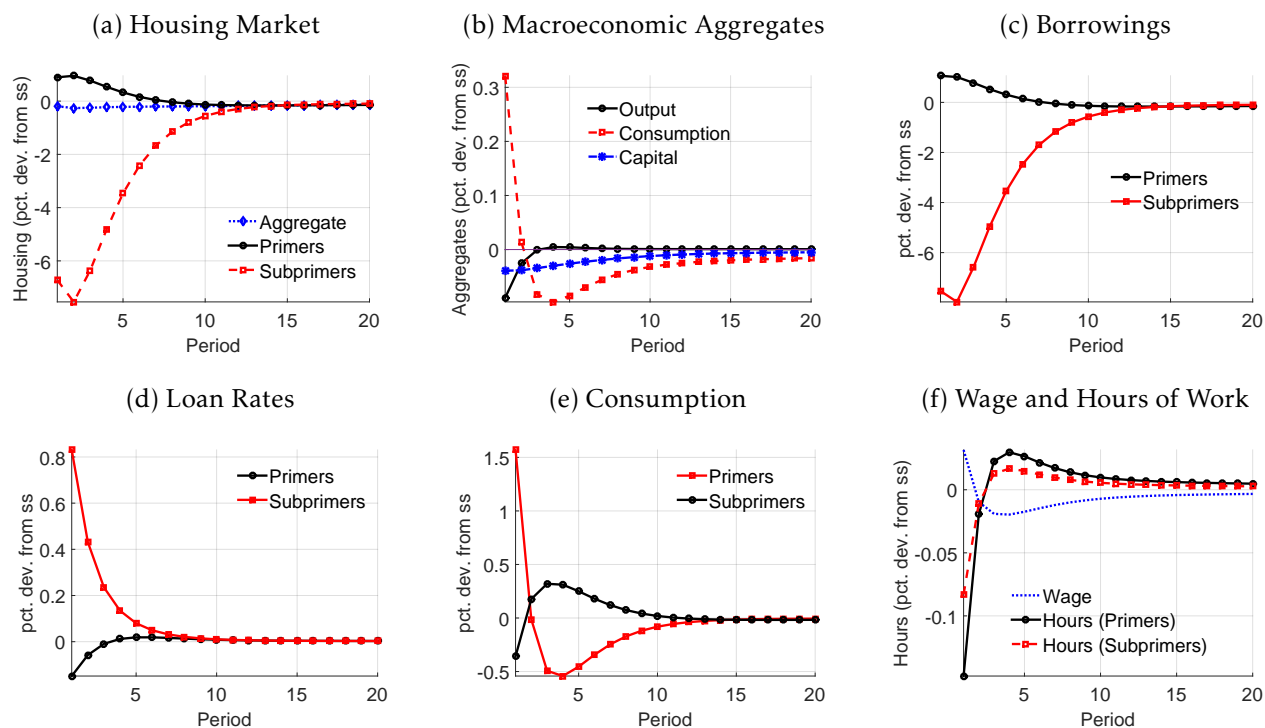 (a) Housing Market
Housing (pct. dev. from ss)
0
-2
-4
-6
Aggregate
Primers
Subprimers
5 10 15 20
Period
(b) Macroeconomic Aggregates
Aggregates (pct. dev. from ss)
0.3
0.2
0.1
0
Output
Consumption
Capital
5 10 15 20
Period
(c) Borrowings
pct. dev. from ss
0
-2
-4
-6
Primers
Subprimers
5 10 15 20
Period
(d) Loan Rates
pct. dev. from ss
0.8
0.6
0.4
0.2
0
Primers
Subprimers
5 10 15 20
Period
(e) Consumption
pct. dev. from ss
1.5
1
0.5
0
-0.5
Primers
Subprimers
5 10 15 20
Period
(f) Wage and Hours of Work
Hours (pct. dev. from ss)
0
-0.05
-0.1
Wage
Hours (Primers)
Hours (Subprimers)
5 10 15 20
Period